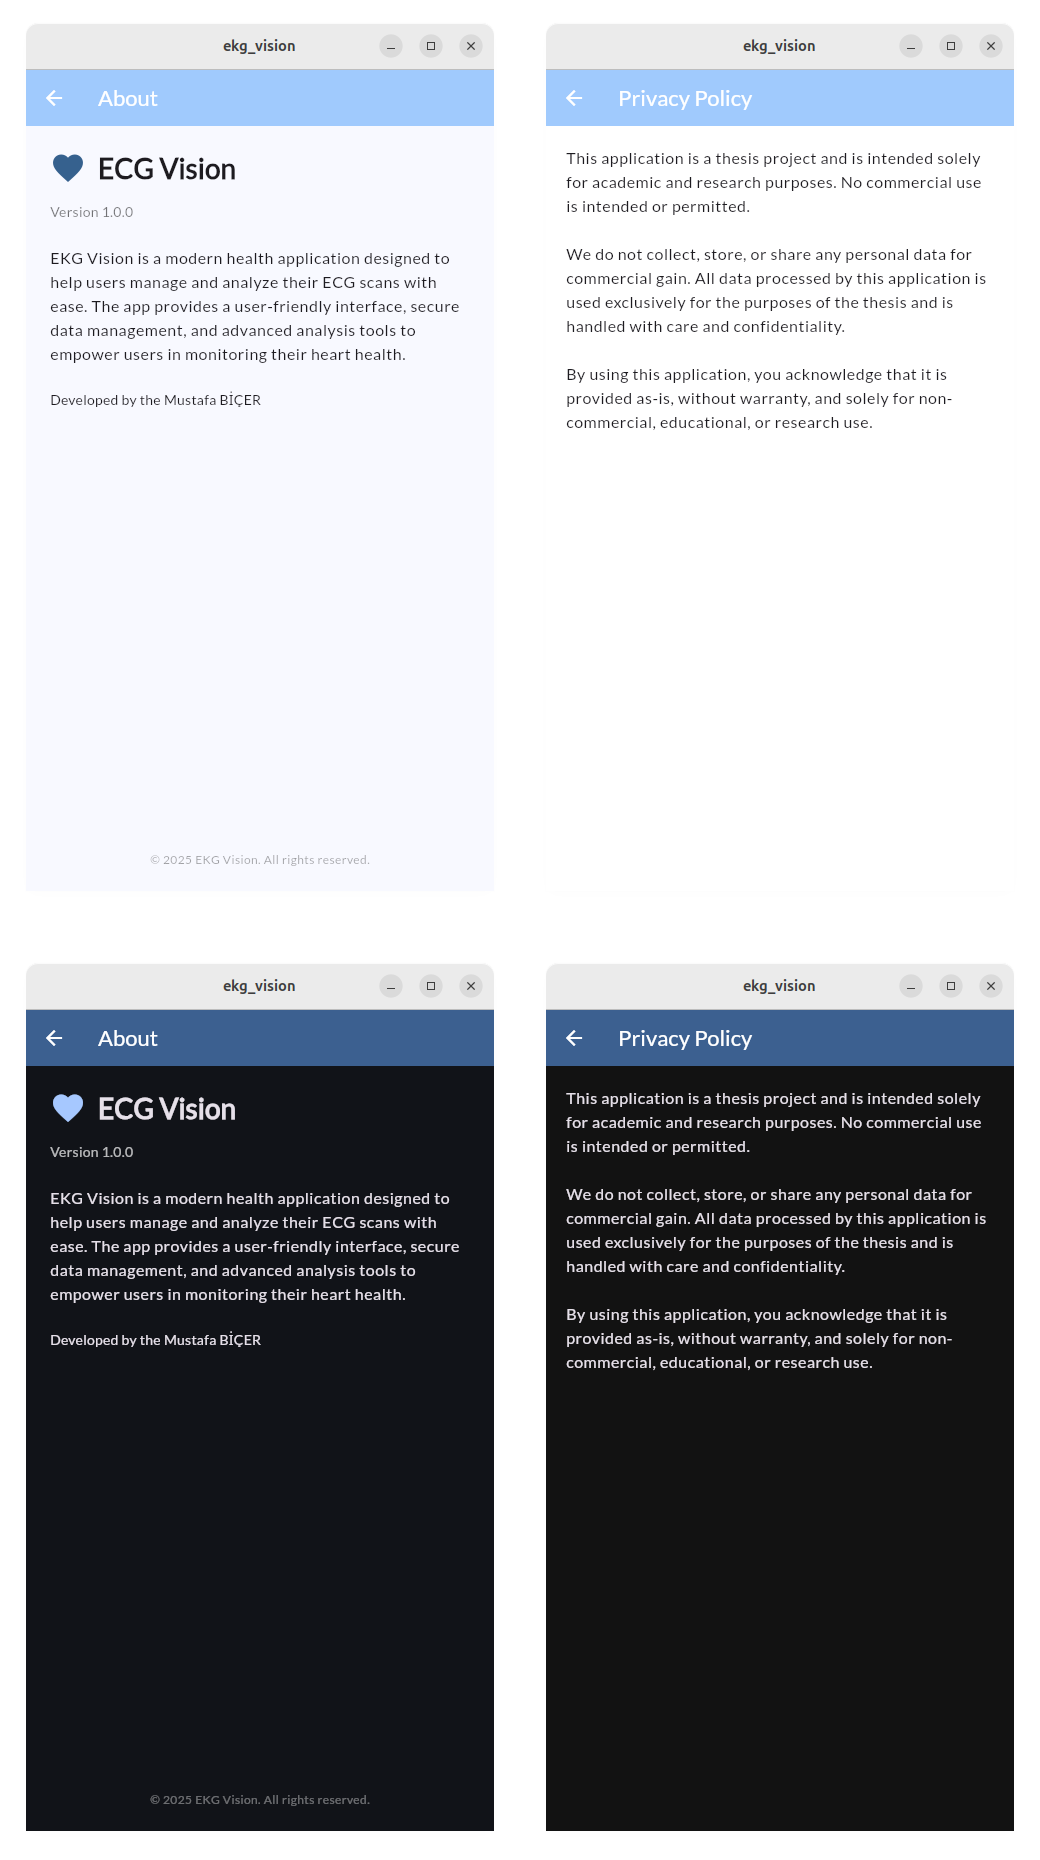 ekg_vision
About
ECG Vision
Version 1.0.0
EKG Vision is a modern health application designed to
help users manage and analyze their ECG scans with
ease. The app provides a user-friendly interface, secure
data management, and advanced analysis tools to
empower users in monitoring their heart health.
Developed by the Mustafa BİÇER
© 2025 EKG Vision. All rights reserved.
ekg_vision
Privacy Policy
This application is a thesis project and is intended solely
for academic and research purposes. No commercial use
is intended or permitted.
We do not collect, store, or share any personal data for
commercial gain. All data processed by this application is
used exclusively for the purposes of the thesis and is
handled with care and confidentiality.
By using this application, you acknowledge that it is
provided as-is, without warranty, and solely for non-
commercial, educational, or research use.
ekg_vision
About
ECG Vision
Version 1.0.0
EKG Vision is a modern health application designed to
help users manage and analyze their ECG scans with
ease. The app provides a user-friendly interface, secure
data management, and advanced analysis tools to
empower users in monitoring their heart health.
Developed by the Mustafa BİÇER
© 2025 EKG Vision. All rights reserved.
ekg_vision
Privacy Policy
This application is a thesis project and is intended solely
for academic and research purposes. No commercial use
is intended or permitted.
We do not collect, store, or share any personal data for
commercial gain. All data processed by this application is
used exclusively for the purposes of the thesis and is
handled with care and confidentiality.
By using this application, you acknowledge that it is
provided as-is, without warranty, and solely for non-
commercial, educational, or research use.